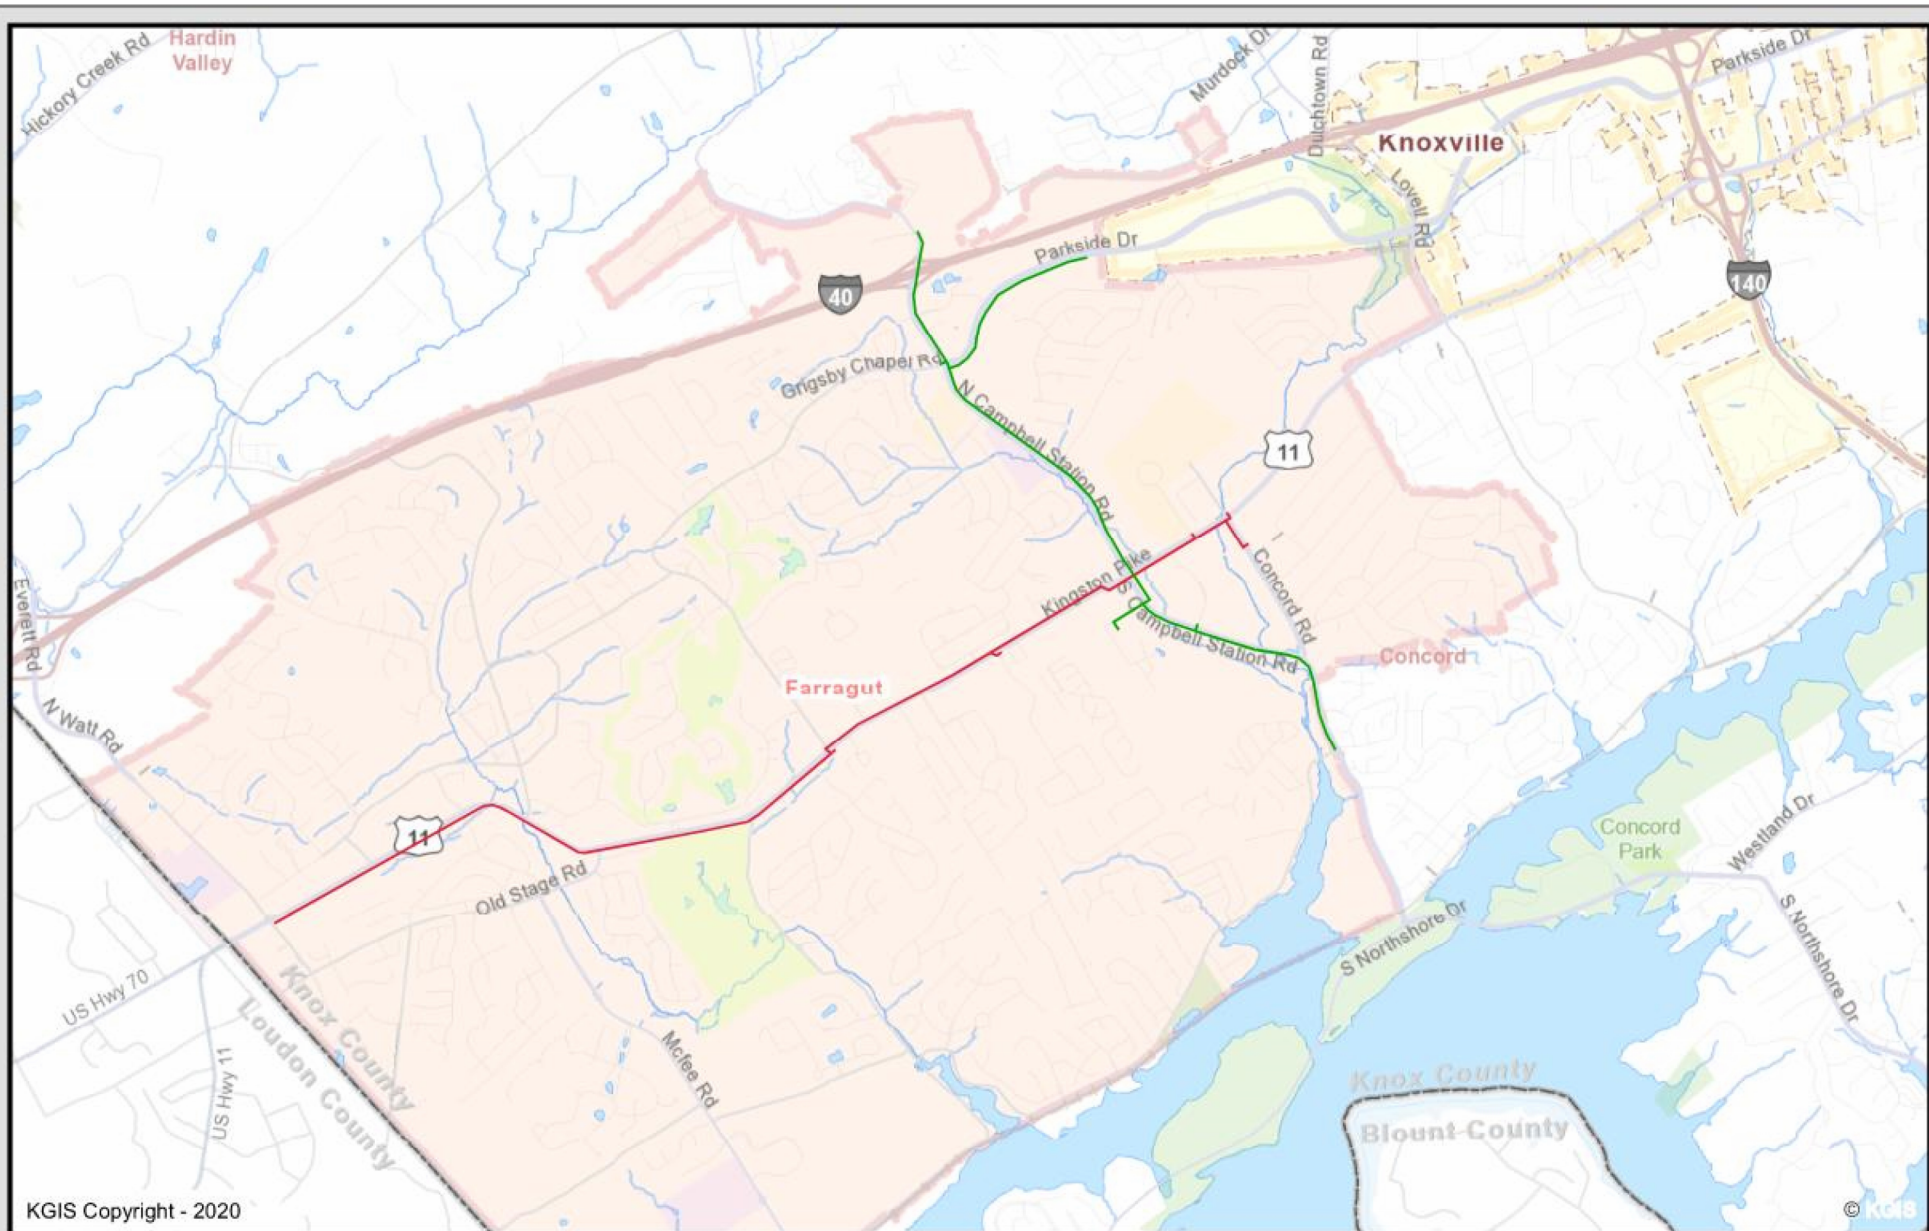 Hardin
Valley
Hickory Creek Rd
Murdock Dr
Dutchtown Rd
Parkside Dr
Knoxville
Lovell Rd
Parkside Dr
40
140
Grigsby Chapel Rd
N Campbell Station Rd
11
Kingston Pike
Concord Rd
S Campbell Station Rd
Concord
Everett Rd
N Watt Rd
Farragut
11
Old Stage Rd
Concord
Park
Westland Dr
S Northshore Dr
S Northshore Dr
US Hwy 70
Knox County
Loudon County
US Hwy 11
Mcfee Rd
Knox County
Blount County
KGIS Copyright - 2020
© KGIS